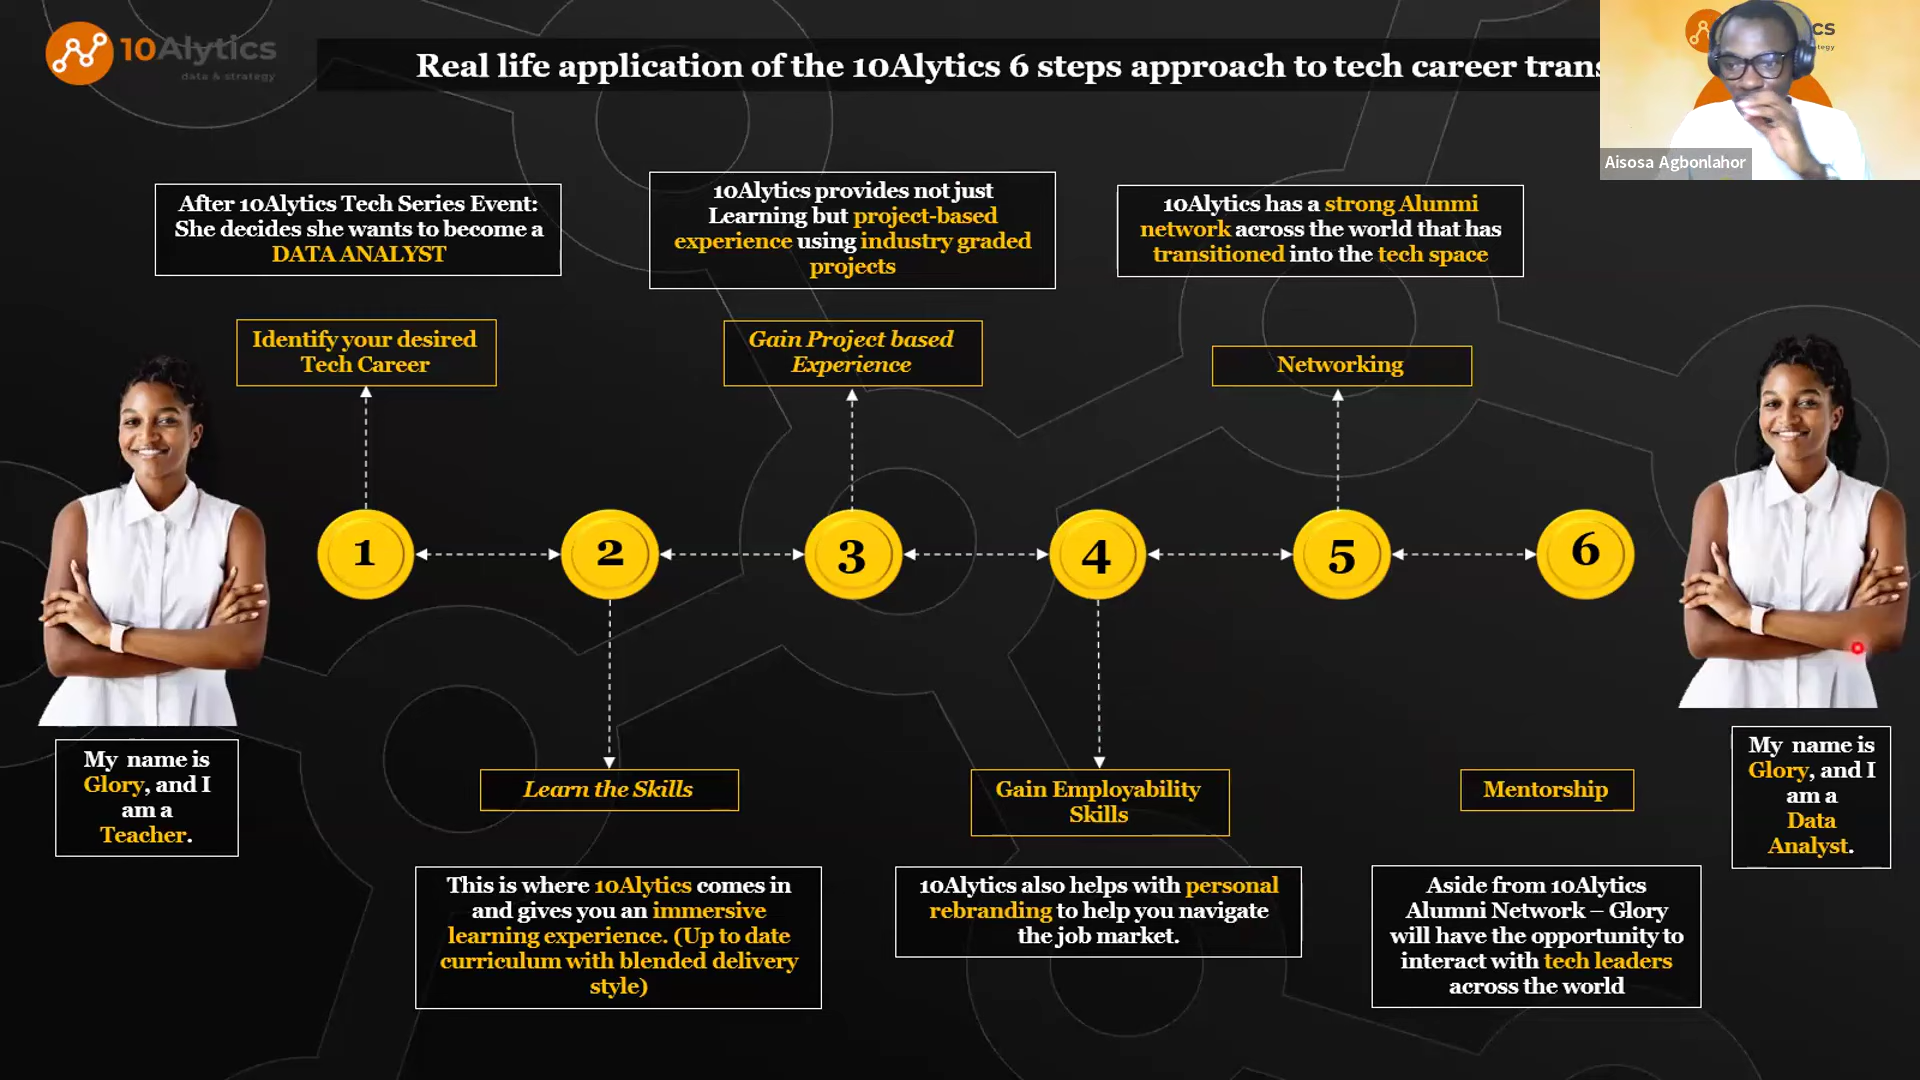 10Alytics
data & strategy
Real life application of the 10Alytics 6 steps approach to tech career
Aisosa Agbonlahor
After 10Alytics Tech Series Event:
She decides she wants to become a
DATA ANALYST
10Alytics provides not just
Learning but project-based
experience using industry graded
projects
10Alytics has a strong Alunmi
network across the world that has
transitioned into the tech space
Identify your desired
Tech Career
Gain Project based
Experience
Networking
1
2
3
4
5
6
My name is
Glory, and I
am a
Teacher.
Learn the Skills
Gain Employability
Skills
Mentorship
My name is
Glory, and I
am a
Data
Analyst.
This is where 10Alytics comes in
and gives you an immersive
learning experience. (Up to date
curriculum with blended delivery
style)
10Alytics also helps with personal
rebranding to help you navigate
the job market.
Aside from 10Alytics
Alumni Network – Glory
will have the opportunity to
interact with tech leaders
across the world